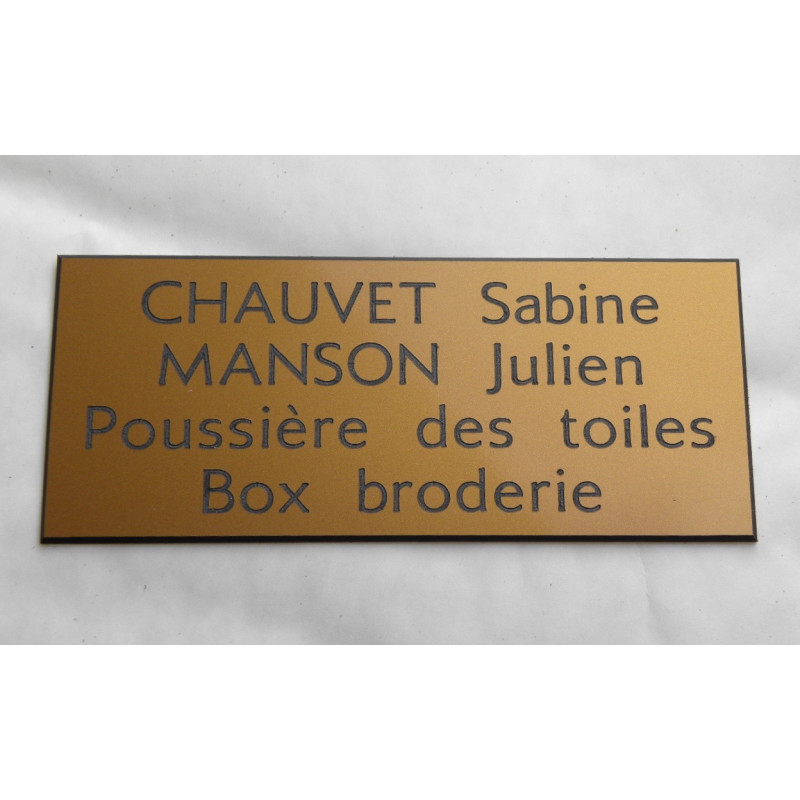 CHAUVET Sabine
MANSON Julien
Poussière des toiles
Box broderie